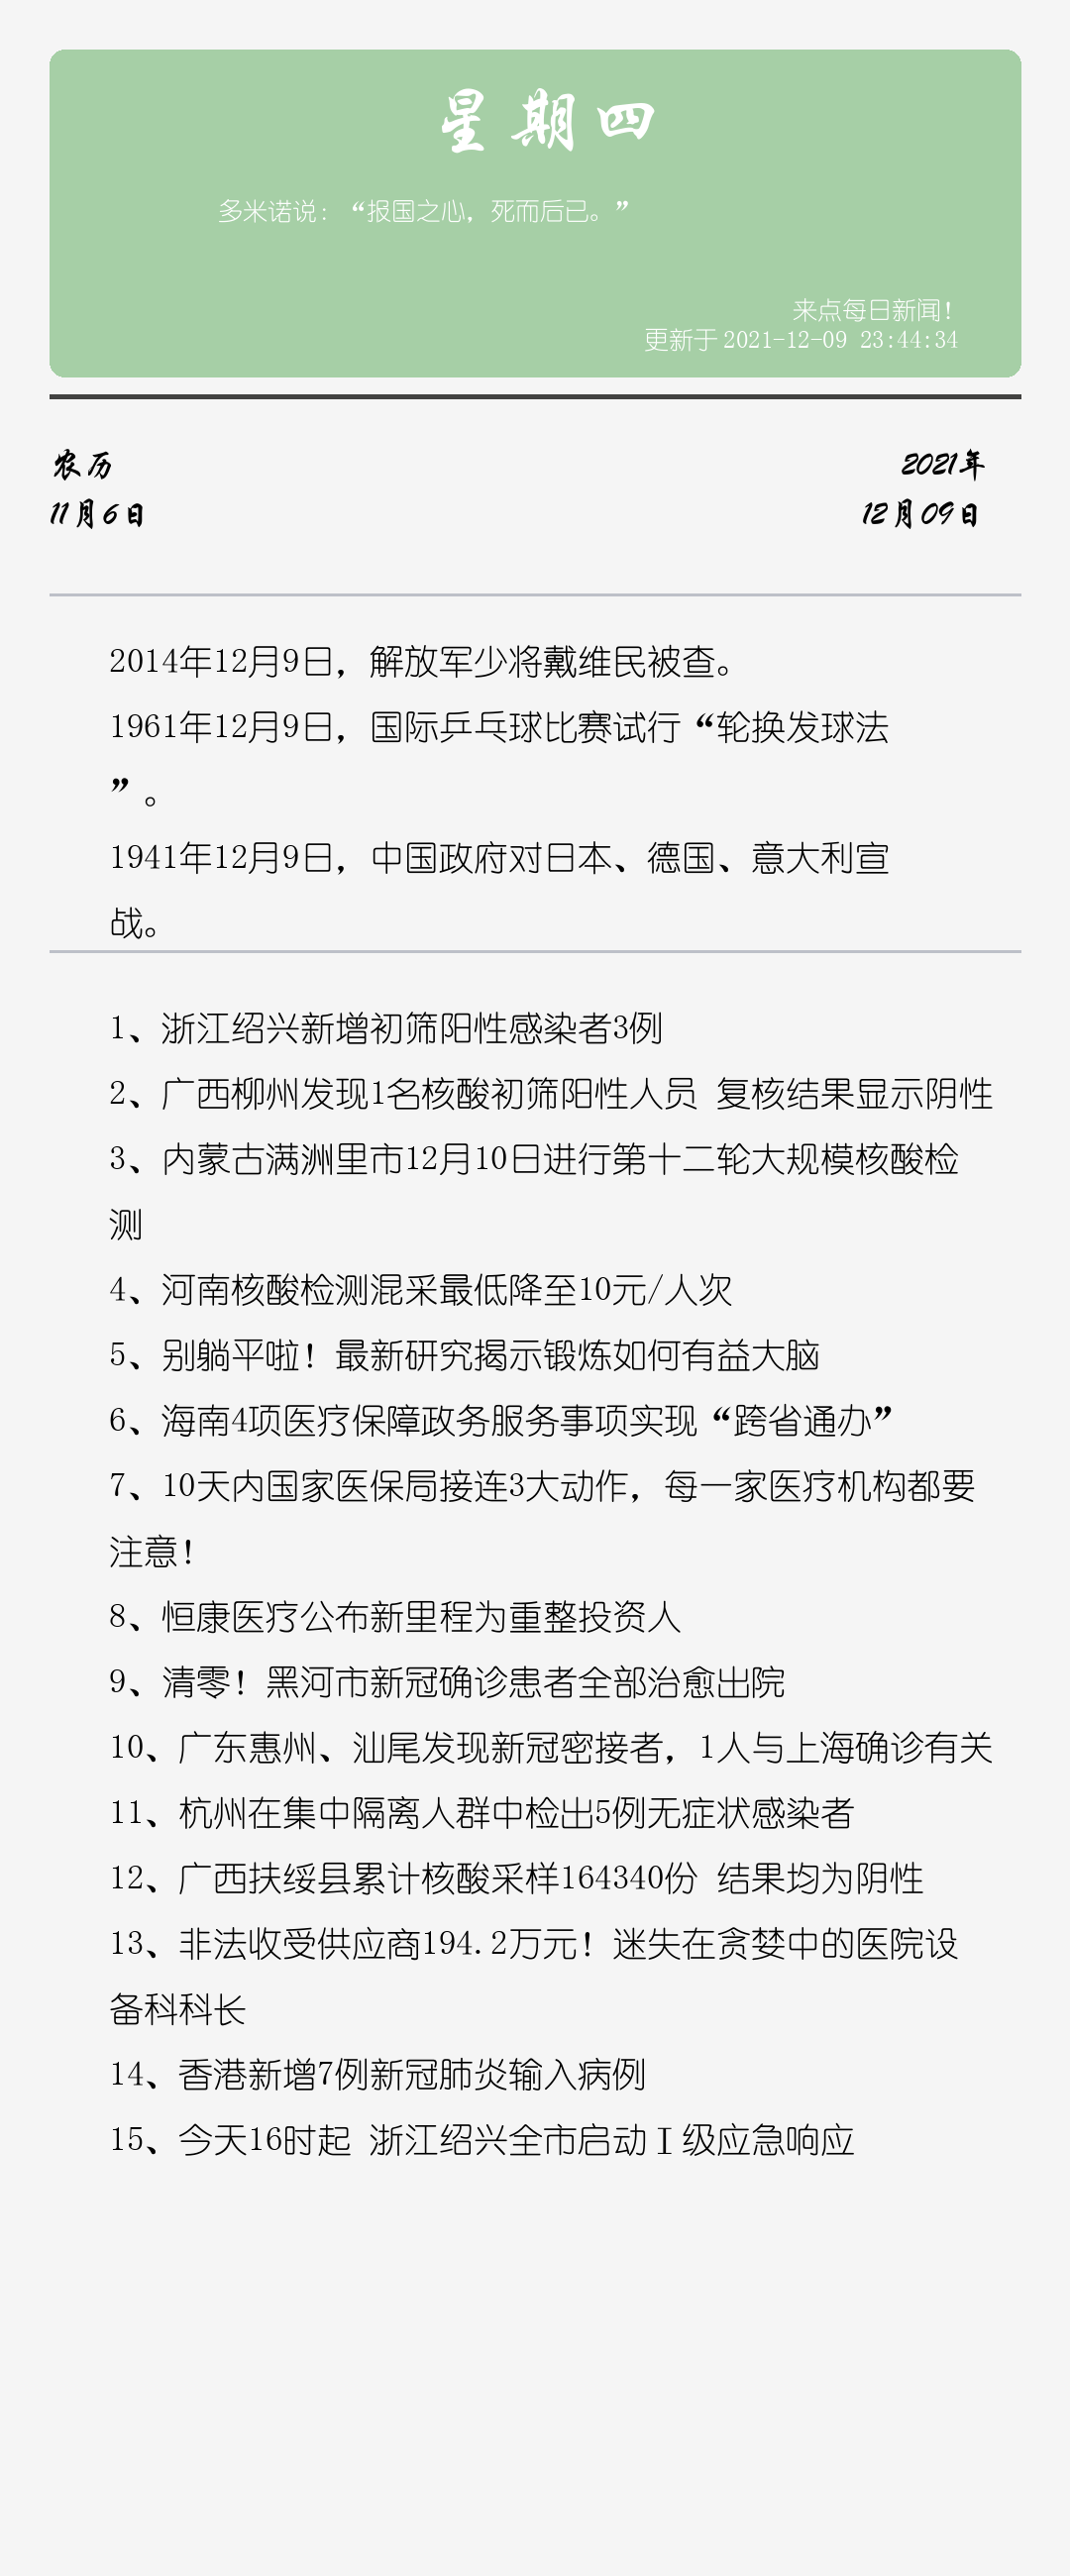 星期四
多米诺说：“报国之心，死而后已。”
来点每日新闻！
更新于 2021-12-09 23:44:34
农历
2021年
11月6日
12月09日
2014年12月9日，解放军少将戴维民被查。
1961年12月9日，国际乒乓球比赛试行“轮换发球法
”。
1941年12月9日，中国政府对日本、德国、意大利宣
战。
1、浙江绍兴新增初筛阳性感染者3例
2、广西柳州发现1名核酸初筛阳性人员 复核结果显示阴性
3、内蒙古满洲里市12月10日进行第十二轮大规模核酸检
测
4、河南核酸检测混采最低降至10元/人次
5、别躺平啦！最新研究揭示锻炼如何有益大脑
6、海南4项医疗保障政务服务事项实现“跨省通办”
7、10天内国家医保局接连3大动作，每一家医疗机构都要
注意！
8、恒康医疗公布新里程为重整投资人
9、清零！黑河市新冠确诊患者全部治愈出院
10、广东惠州、汕尾发现新冠密接者，1人与上海确诊有关
11、杭州在集中隔离人群中检出5例无症状感染者
12、广西扶绥县累计核酸采样164340份 结果均为阴性
13、非法收受供应商194.2万元！迷失在贪婪中的医院设
备科科长
14、香港新增7例新冠肺炎输入病例
15、今天16时起 浙江绍兴全市启动Ⅰ级应急响应